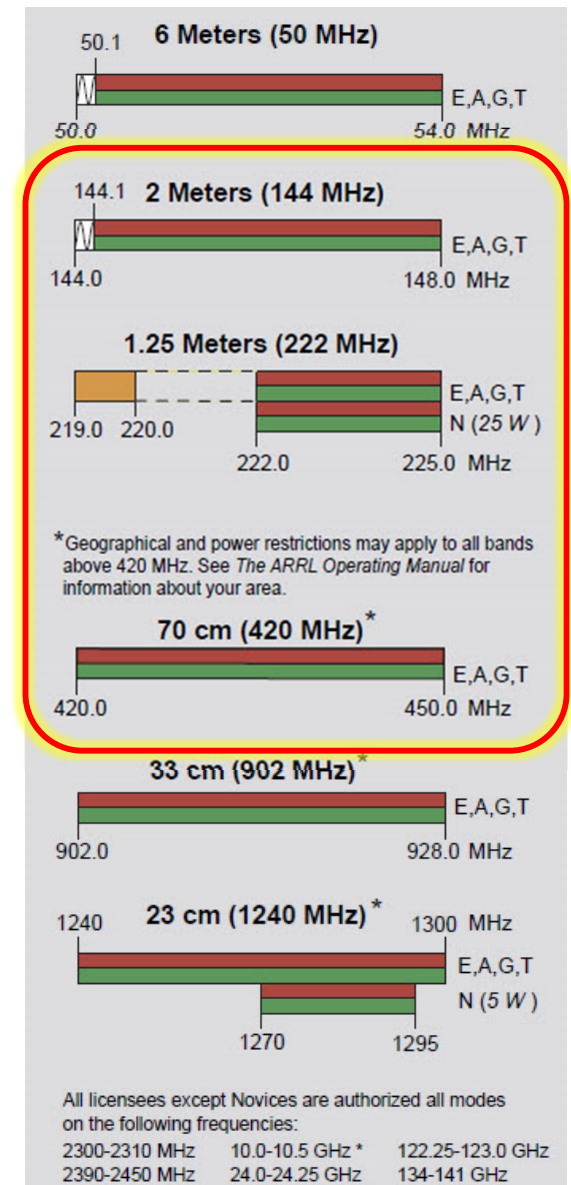 6 Meters (50 MHz)
50.1
E,A,G,T
50.0 54.0 MHz
144.1 2 Meters (144 MHz)
E,A,G,T
144.0 148.0 MHz
1.25 Meters (222 MHz)
E,A,G,T
N (25 W )
219.0 220.0
222.0 225.0 MHz
*Geographical and power restrictions may apply to all bands
above 420 MHz. See The ARRL Operating Manual for
information about your area.
70 cm (420 MHz)*
E,A,G,T
420.0 450.0 MHz
33 cm (902 MHz)*
E,A,G,T
902.0 928.0 MHz
1240 23 cm (1240 MHz)* 1300 MHz
E,A,G,T
N (5 W )
1270 1295
All licensees except Novices are authorized all modes
on the following frequencies:
2300-2310 MHz 10.0-10.5 GHz * 122.25-123.0 GHz
2390-2450 MHz 24.0-24.25 GHz 134-141 GHz